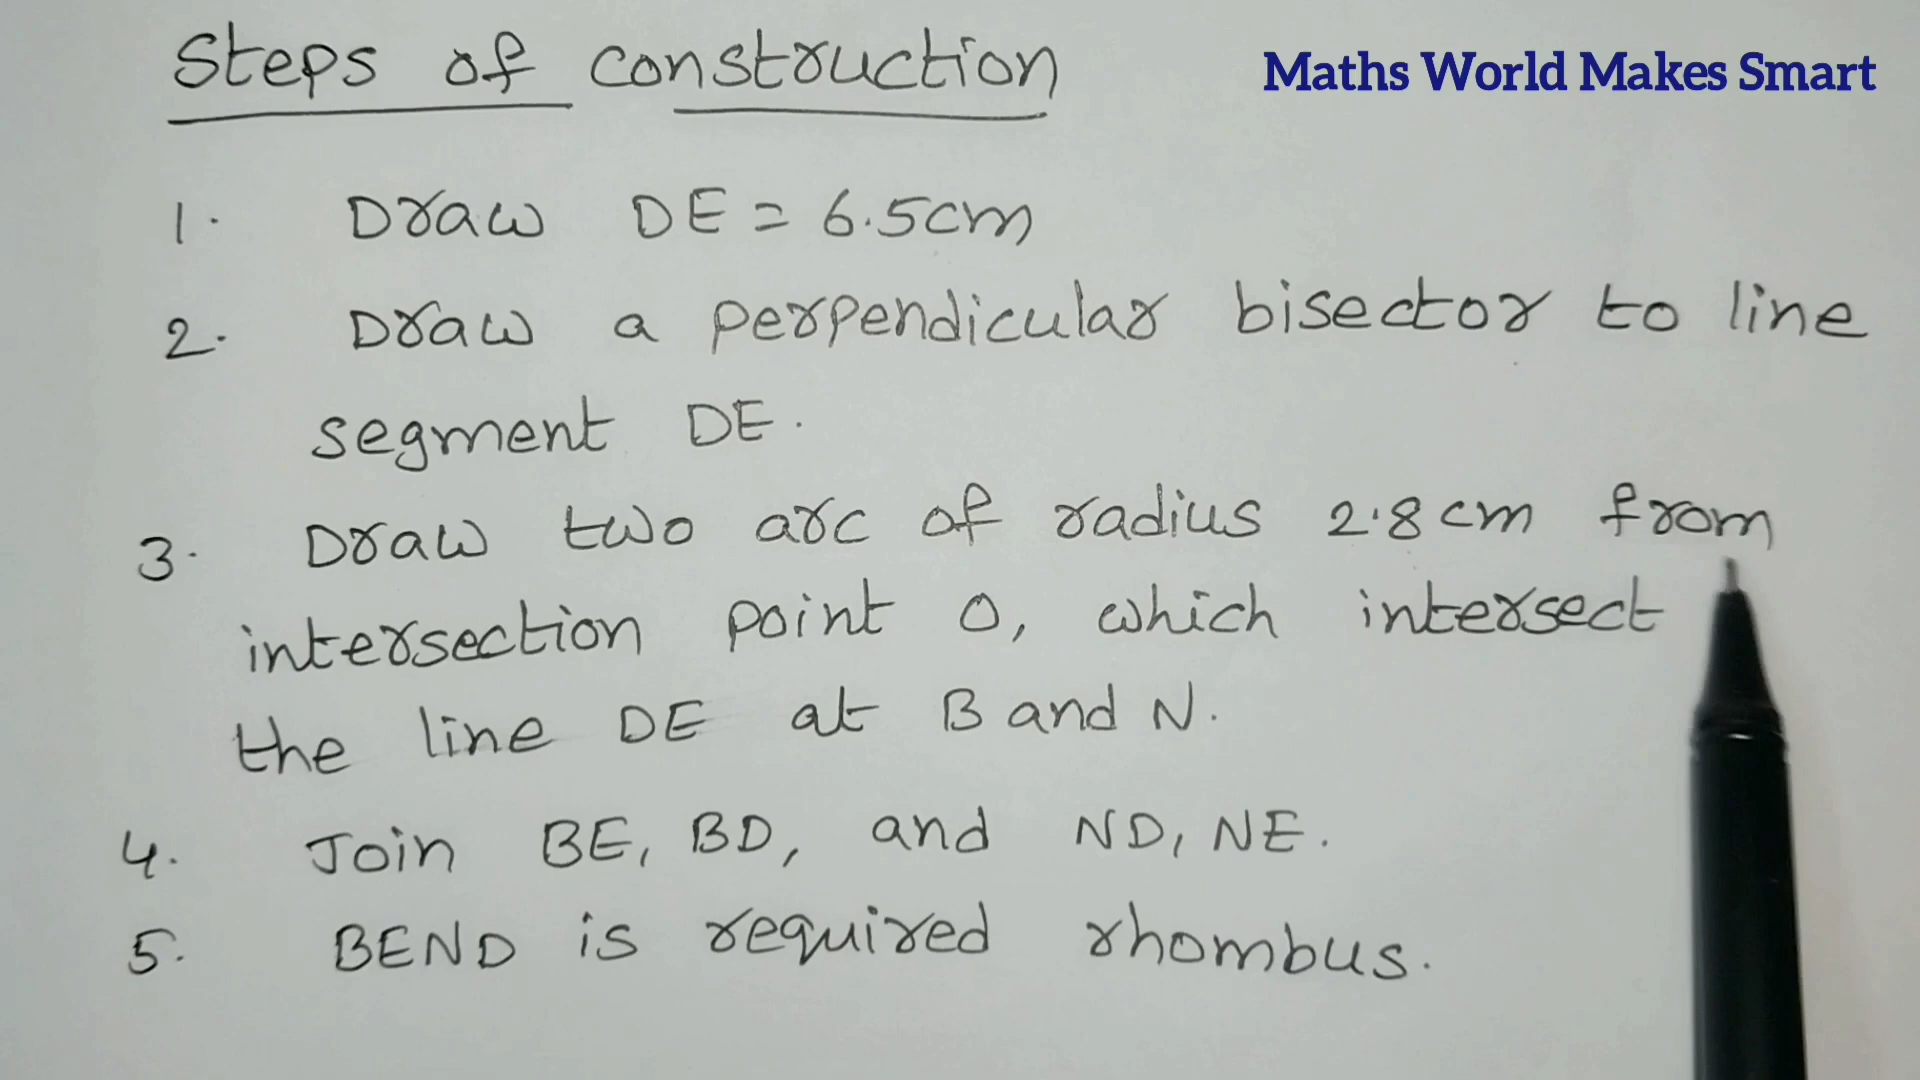 Steps of construction
Maths World Makes Smart
1. Draw DE = 6.5cm
2. Draw a perpendicular bisector to line
segment DE.
3. Draw two arc of radius 2.8cm from
intersection point O, which intersect
the line DE at B and N.
4. Join BE, BD, and ND, NE.
5. BEND is required rhombus.